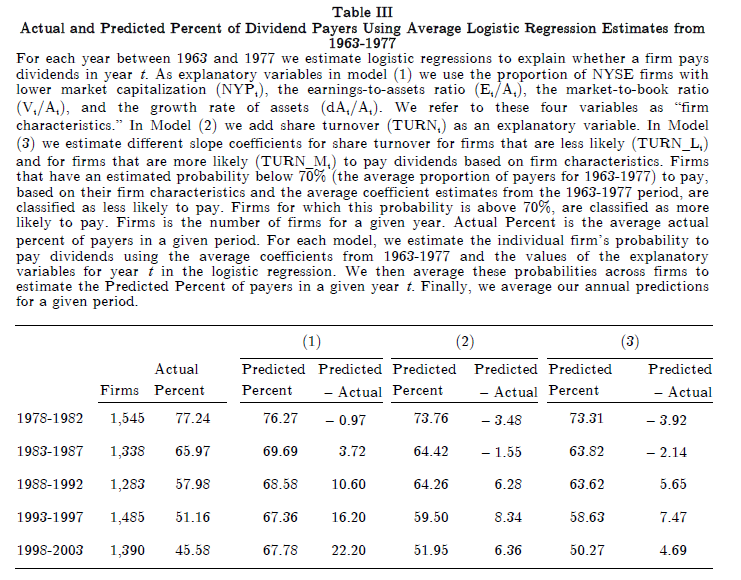 Table III
Actual and Predicted Percent of Dividend Payers Using Average Logistic Regression Estimates from
1963-1977
For each year between 1963 and 1977 we estimate logistic regressions to explain whether a firm pays
dividends in year t. As explanatory variables in model (1) we use the proportion of NYSE firms with
lower market capitalization (NYPₜ), the earnings-to-assets ratio (Eₜ/Aₜ), the market-to-book ratio
(Vₜ/Aₜ), and the growth rate of assets (dAₜ/Aₜ). We refer to these four variables as “firm
characteristics.” In Model (2) we add share turnover (TURNₜ) as an explanatory variable. In Model
(3) we estimate different slope coefficients for share turnover for firms that are less likely (TURN_Lₜ)
and for firms that are more likely (TURN_Mₜ) to pay dividends based on firm characteristics. Firms
that have an estimated probability below 70% (the average proportion of payers for 1963-1977) to pay,
based on their firm characteristics and the average coefficient estimates from the 1963-1977 period, are
classified as less likely to pay. Firms for which this probability is above 70%, are classified as more
likely to pay. Firms is the number of firms for a given year. Actual Percent is the average actual
percent of payers in a given period. For each model, we estimate the individual firm’s probability to
pay dividends using the average coefficients from 1963-1977 and the values of the explanatory
variables for year t in the logistic regression. We then average these probabilities across firms to
estimate the Predicted Percent of payers in a given year t. Finally, we average our annual predictions
for a given period.
(1) (2) (3)
Actual Predicted Predicted Predicted Predicted Predicted Predicted
Firms Percent Percent – Actual Percent – Actual Percent – Actual
1978-1982 1,545 77.24 76.27 – 0.97 73.76 – 3.48 73.31 – 3.92
1983-1987 1,338 65.97 69.69 3.72 64.42 – 1.55 63.82 – 2.14
1988-1992 1,283 57.98 68.58 10.60 64.26 6.28 63.62 5.65
1993-1997 1,485 51.16 67.36 16.20 59.50 8.34 58.63 7.47
1998-2003 1,390 45.58 67.78 22.20 51.95 6.36 50.27 4.69